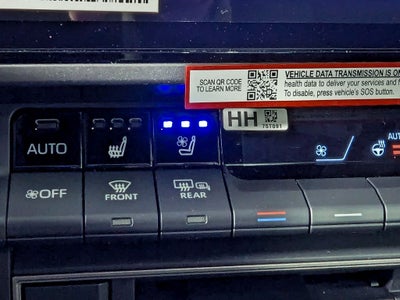 SCAN QR CODE
TO LEARN MORE
VEHICLE DATA TRANSMISSION IS ON
health data to deliver your services and
To disable, press vehicle's SOS button.
HH
AUTO
OFF
FRONT
REAR